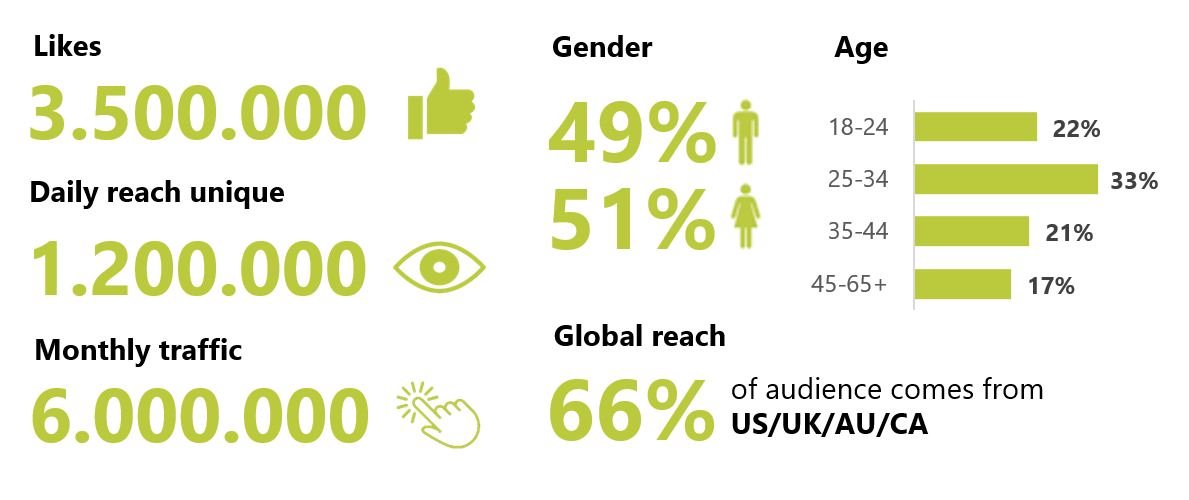 Likes
3.500.000
Daily reach unique
1.200.000
Monthly traffic
6.000.000
Gender
49%
51%
Age
18-24 22%
25-34 33%
35-44 21%
45-65+ 17%
Global reach
66%
of audience comes from
US/UK/AU/CA